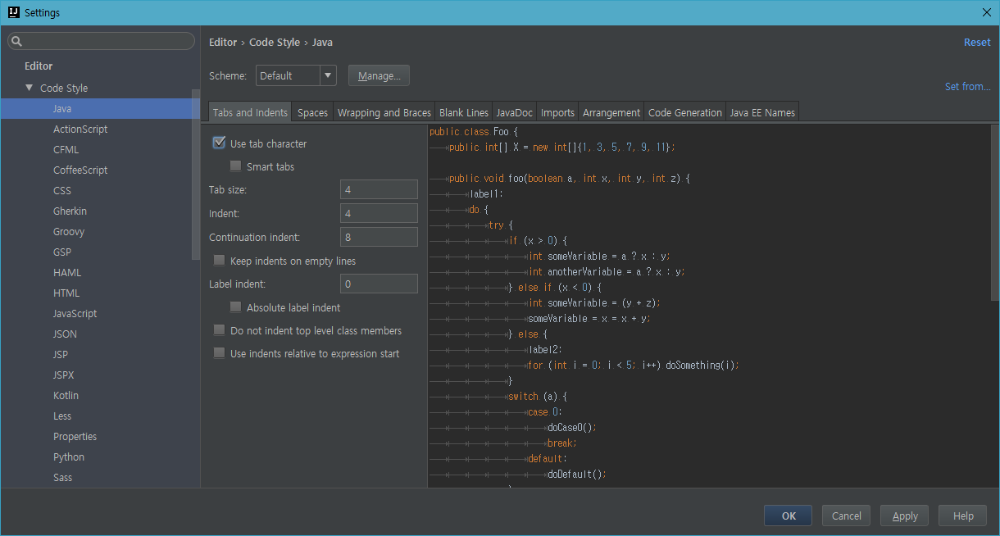 IJ Settings
Editor › Code Style › Java
Reset
Scheme: Default Manage...
Set from...
Editor
Code Style
Java
ActionScript
CFML
CoffeeScript
CSS
Gherkin
Groovy
GSP
HAML
HTML
JavaScript
JSON
JSP
JSPX
Kotlin
Less
Properties
Python
Sass
Tabs and Indents Spaces Wrapping and Braces Blank Lines JavaDoc Imports Arrangement Code Generation Java EE Names
Use tab character
Smart tabs
Tab size: 4
Indent: 4
Continuation indent: 8
Keep indents on empty lines
Label indent: 0
Absolute label indent
Do not indent top level class members
Use indents relative to expression start
public class Foo {
public int[] X = new int[]{1, 3, 5, 7, 9, 11};
public void foo(boolean a, int x, int y, int z) {
label1:
do {
try {
if (x > 0) {
int someVariable = a ? x : y;
int anotherVariable = a ? x : y;
} else if (x < 0) {
int someVariable = (y + z);
someVariable = x = x + y;
} else {
label2:
for (int i = 0; i < 5; i++) doSomething(i);
}
switch (a) {
case 0:
doCase0();
break;
default:
doDefault();
}
OK Cancel Apply Help